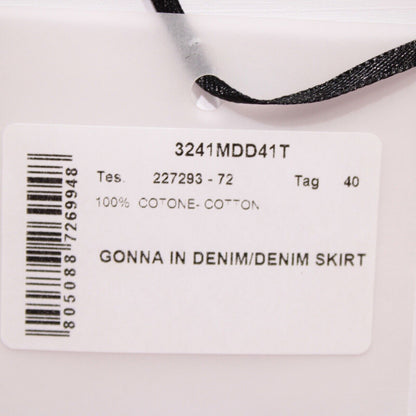 3241MDD41T
Tes. 227293 - 72 Tag 40
100% COTONE- COTTON
GONNA IN DENIM/DENIM SKIRT
8050887269948